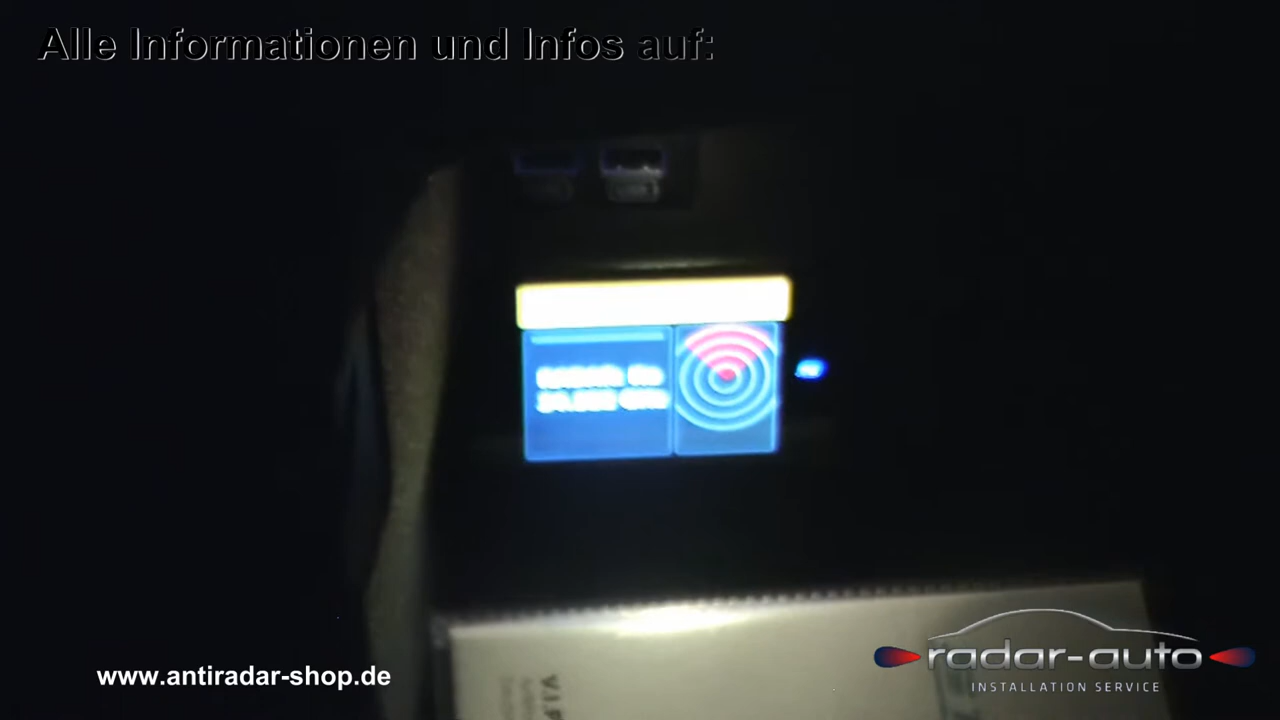 Alle Informationen und Infos auf:
www.antiradar-shop.de
radar-auto
INSTALLATION SERVICE